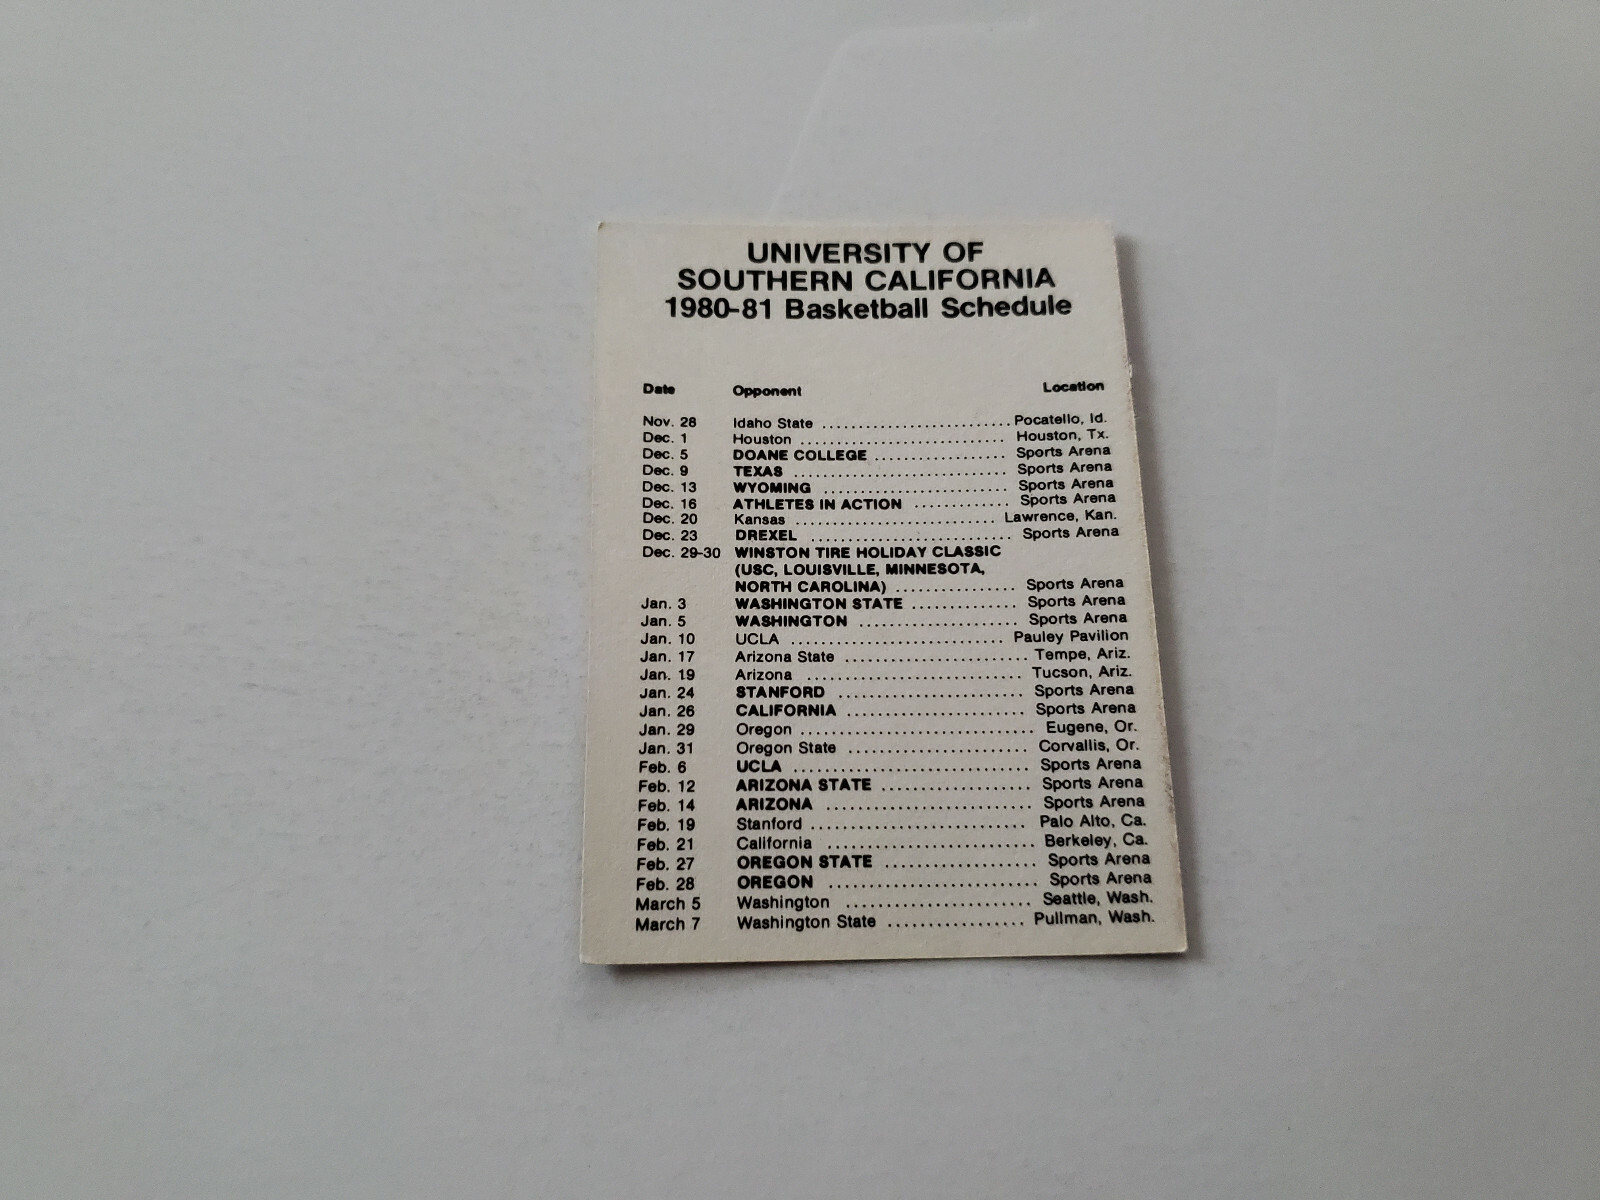 UNIVERSITY OF
SOUTHERN CALIFORNIA
1980-81 Basketball Schedule
Date Opponent Location
Nov. 28 Idaho State ........................ Pocatello, Id.
Dec. 1 Houston ........................... Houston, Tx.
Dec. 5 DOANE COLLEGE .................. Sports Arena
Dec. 9 TEXAS ............................ Sports Arena
Dec. 13 WYOMING ........................ Sports Arena
Dec. 16 ATHLETES IN ACTION ............. Sports Arena
Dec. 20 Kansas .......................... Lawrence, Kan.
Dec. 23 DREXEL .......................... Sports Arena
Dec. 29-30 WINSTON TIRE HOLIDAY CLASSIC
(USC, LOUISVILLE, MINNESOTA,
NORTH CAROLINA) ................ Sports Arena
Jan. 3 WASHINGTON STATE .............. Sports Arena
Jan. 5 WASHINGTON ..................... Sports Arena
Jan. 10 UCLA ............................ Pauley Pavilion
Jan. 17 Arizona State ........................ Tempe, Ariz.
Jan. 19 Arizona ............................. Tucson, Ariz.
Jan. 24 STANFORD ........................ Sports Arena
Jan. 26 CALIFORNIA ....................... Sports Arena
Jan. 29 Oregon ............................... Eugene, Or.
Jan. 31 Oregon State ....................... Corvallis, Or.
Feb. 6 UCLA .............................. Sports Arena
Feb. 12 ARIZONA STATE ................... Sports Arena
Feb. 14 ARIZONA .......................... Sports Arena
Feb. 19 Stanford ............................ Palo Alto, Ca.
Feb. 21 California ........................... Berkeley, Ca.
Feb. 27 OREGON STATE ................... Sports Arena
Feb. 28 OREGON .......................... Sports Arena
March 5 Washington ........................ Seattle, Wash.
March 7 Washington State ................. Pullman, Wash.